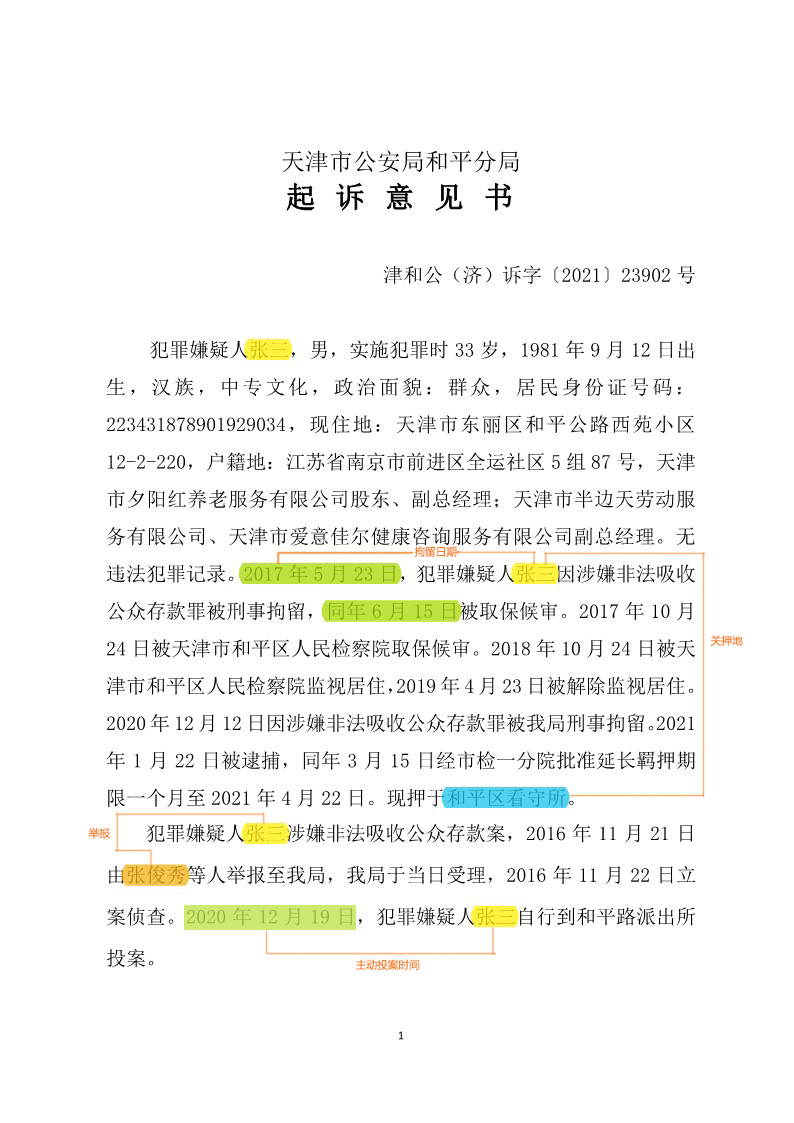 天津市公安局和平分局
起诉意见书
津和公（济）诉字〔2021〕23902 号
犯罪嫌疑人张三，男，实施犯罪时 33 岁，1981 年 9 月 12 日出
生，汉族，中专文化，政治面貌：群众，居民身份证号码：
223431878901929034，现住地：天津市东丽区和平公路西苑小区
12-2-220，户籍地：江苏省南京市前进区全运社区 5 组 87 号，天津
市夕阳红养老服务有限公司股东、副总经理；天津市半边天劳动服
务有限公司、天津市爱意佳尔健康咨询服务有限公司副总经理。无
拘留日期
违法犯罪记录。2017 年 5 月 23 日，犯罪嫌疑人张三因涉嫌非法吸收
公众存款罪被刑事拘留，同年 6 月 15 日被取保候审。2017 年 10 月
关押地
24 日被天津市和平区人民检察院取保候审。2018 年 10 月 24 日被天
津市和平区人民检察院监视居住，2019 年 4 月 23 日被解除监视居住。
2020 年 12 月 12 日因涉嫌非法吸收公众存款罪被我局刑事拘留。2021
年 1 月 22 日被逮捕，同年 3 月 15 日经市检一分院批准延长羁押期
限一个月至 2021 年 4 月 22 日。现押于和平区看守所。
举报
犯罪嫌疑人张三涉嫌非法吸收公众存款案，2016 年 11 月 21 日
由张俊秀等人举报至我局，我局于当日受理，2016 年 11 月 22 日立
案侦查。2020 年 12 月 19 日，犯罪嫌疑人张三自行到和平路派出所
投案。
主动投案时间
1